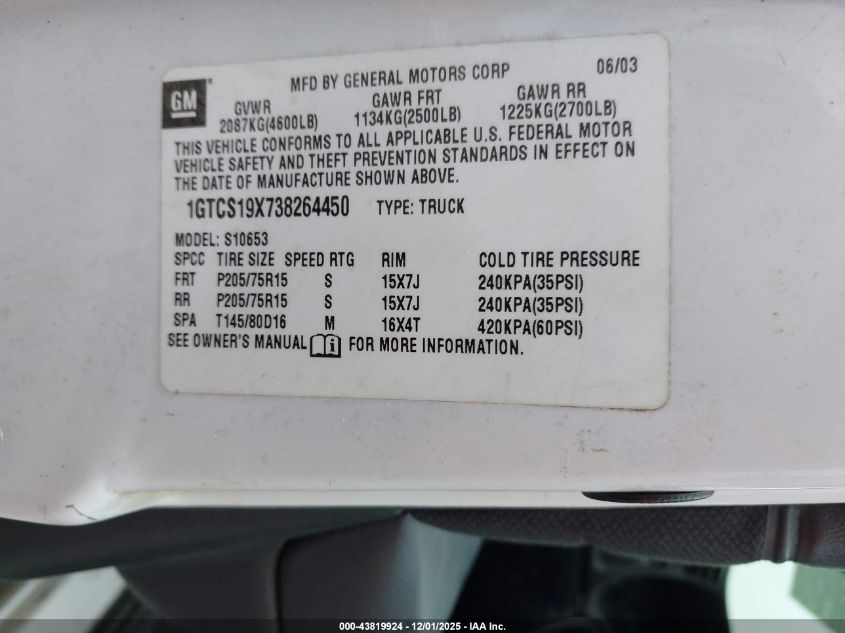 GM
MFD BY GENERAL MOTORS CORP 06/03
GVWR GAWR FRT GAWR RR
2087KG(4600LB) 1134KG(2500LB) 1225KG(2700LB)
THIS VEHICLE CONFORMS TO ALL APPLICABLE U.S. FEDERAL MOTOR
VEHICLE SAFETY AND THEFT PREVENTION STANDARDS IN EFFECT ON
THE DATE OF MANUFACTURE SHOWN ABOVE.
1GTCS19X738264450 TYPE: TRUCK
MODEL: S10653
SPCC TIRE SIZE SPEED RTG RIM COLD TIRE PRESSURE
FRT P205/75R15 S 15X7J 240KPA(35PSI)
RR P205/75R15 S 15X7J 240KPA(35PSI)
SPA T145/80D16 M 16X4T 420KPA(60PSI)
SEE OWNER'S MANUAL i FOR MORE INFORMATION.
000-43819924 - 12/01/2025 - IAA Inc.